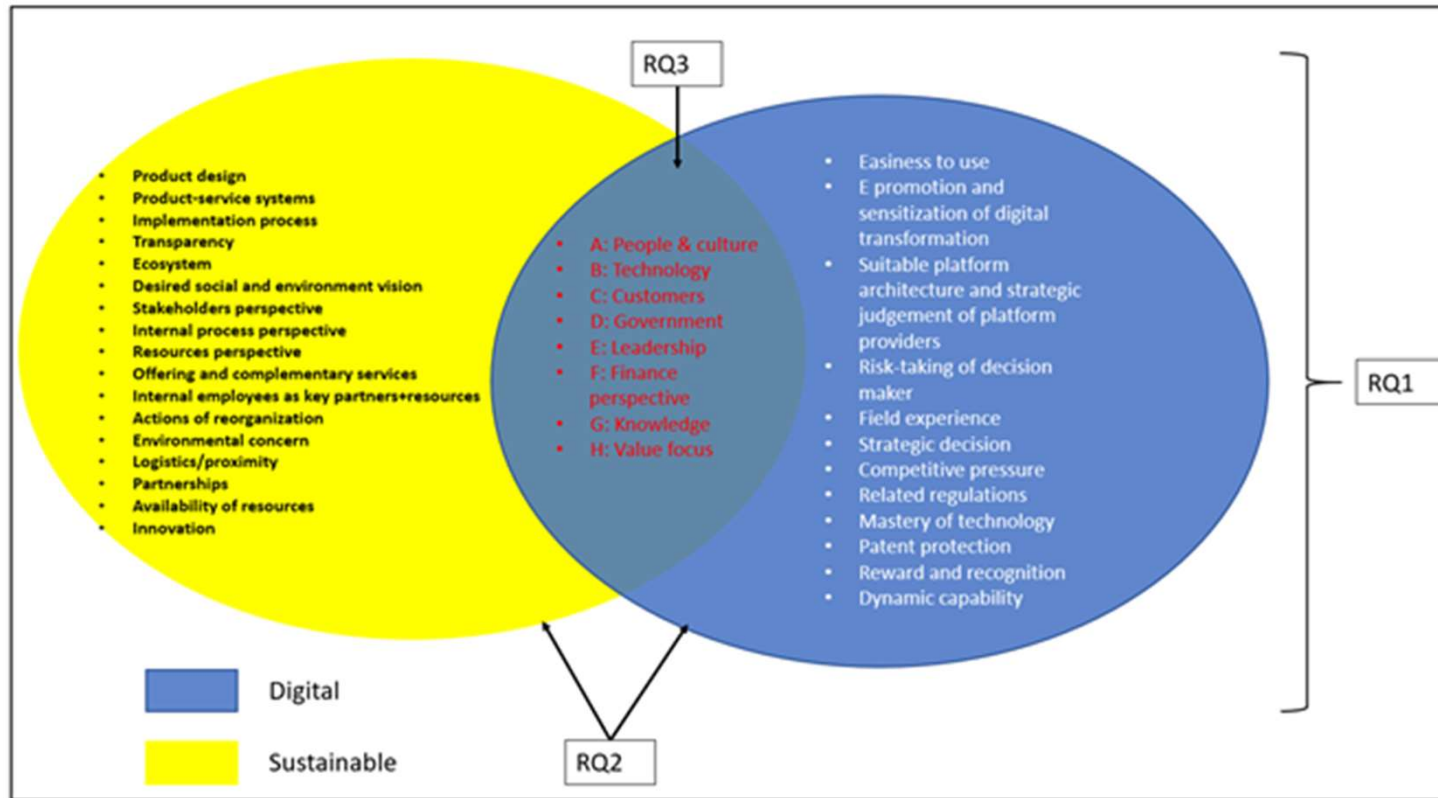 RQ3
• Product design
• Product-service systems
• Implementation process
• Transparency
• Ecosystem
• Desired social and environment vision
• Stakeholders perspective
• Internal process perspective
• Resources perspective
• Offering and complementary services
• Internal employees as key partners+resources
• Actions of reorganization
• Environmental concern
• Logistics/proximity
• Partnerships
• Availability of resources
• Innovation
• A: People & culture
• B: Technology
• C: Customers
• D: Government
• E: Leadership
• F: Finance
perspective
• G: Knowledge
• H: Value focus
• Easiness to use
• E promotion and
sensitization of digital
transformation
• Suitable platform
architecture and strategic
judgement of platform
providers
• Risk-taking of decision
maker
• Field experience
• Strategic decision
• Competitive pressure
• Related regulations
• Mastery of technology
• Patent protection
• Reward and recognition
• Dynamic capability
RQ1
Digital
Sustainable
RQ2